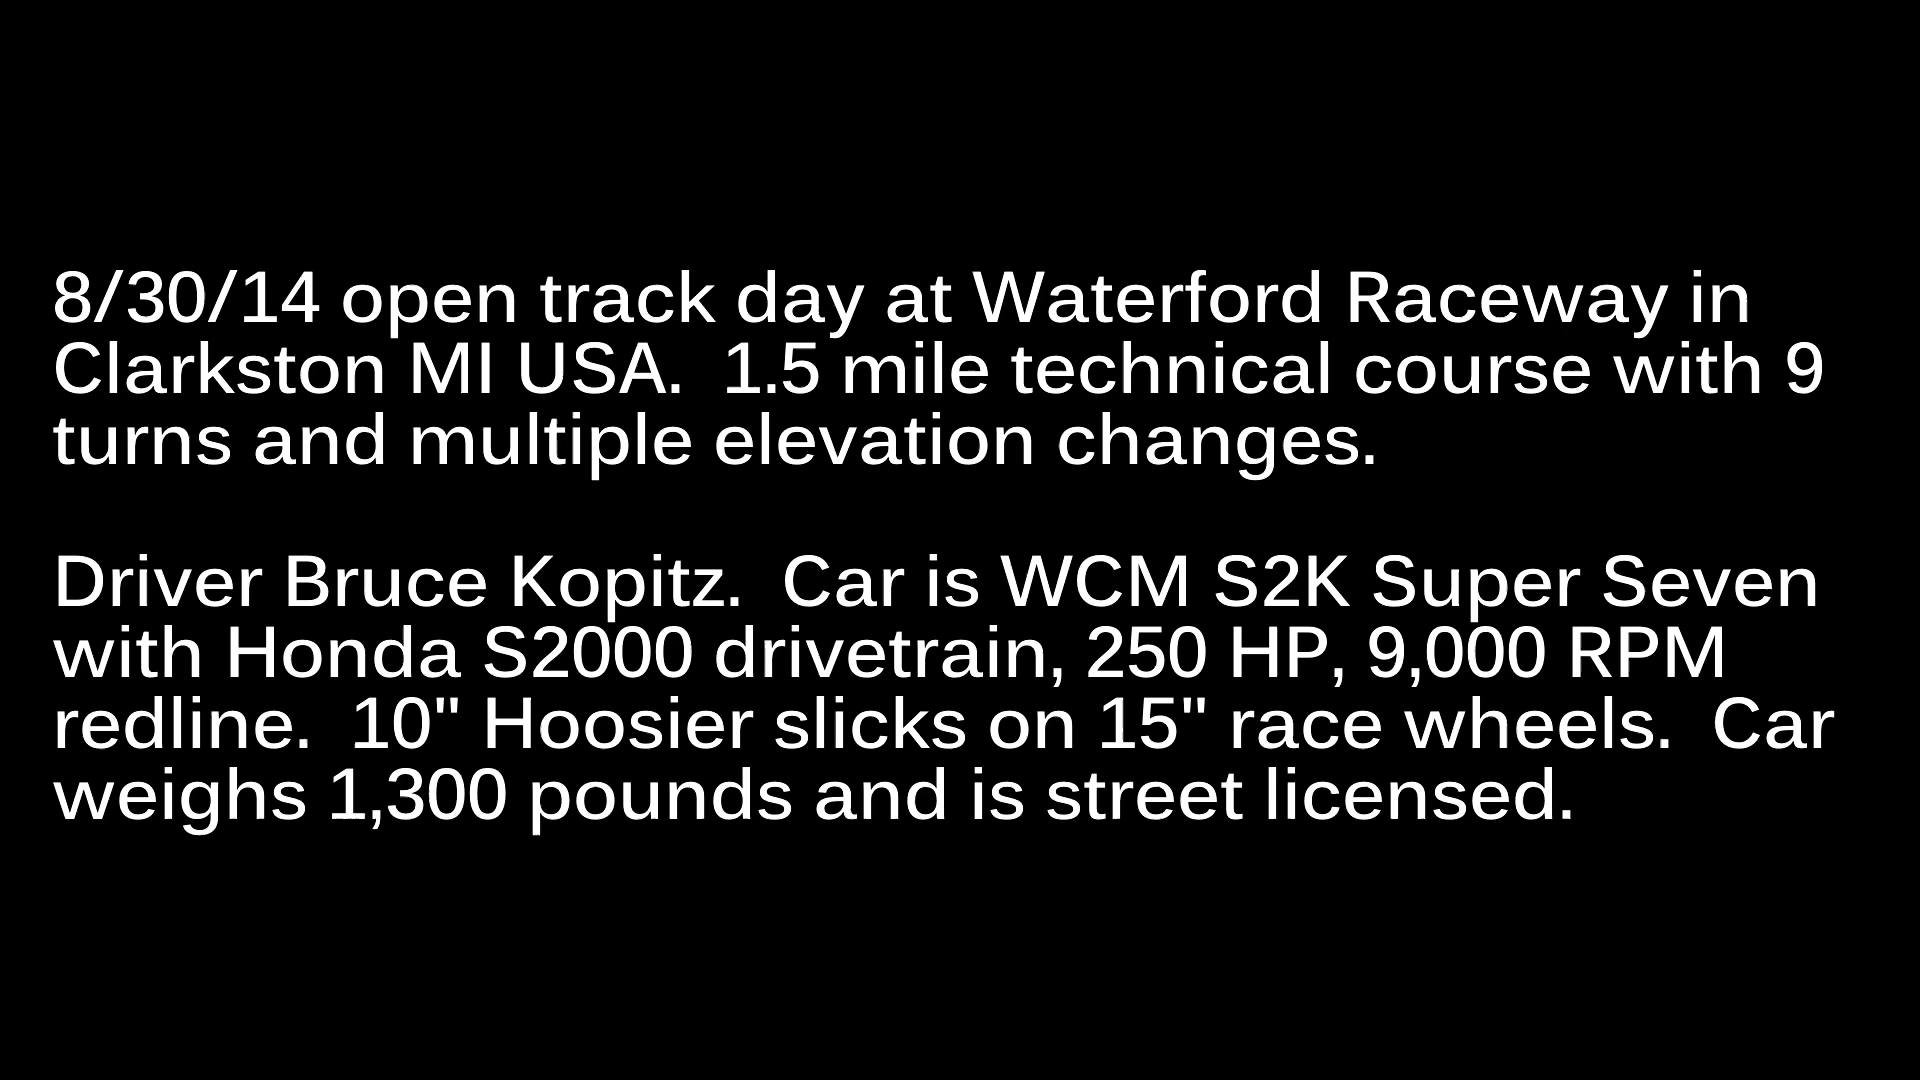 8/30/14 open track day at Waterford Raceway in
Clarkston MI USA.  1.5 mile technical course with 9
turns and multiple elevation changes.
Driver Bruce Kopitz.  Car is WCM S2K Super Seven
with Honda S2000 drivetrain, 250 HP, 9,000 RPM
redline.  10" Hoosier slicks on 15" race wheels.  Car
weighs 1,300 pounds and is street licensed.